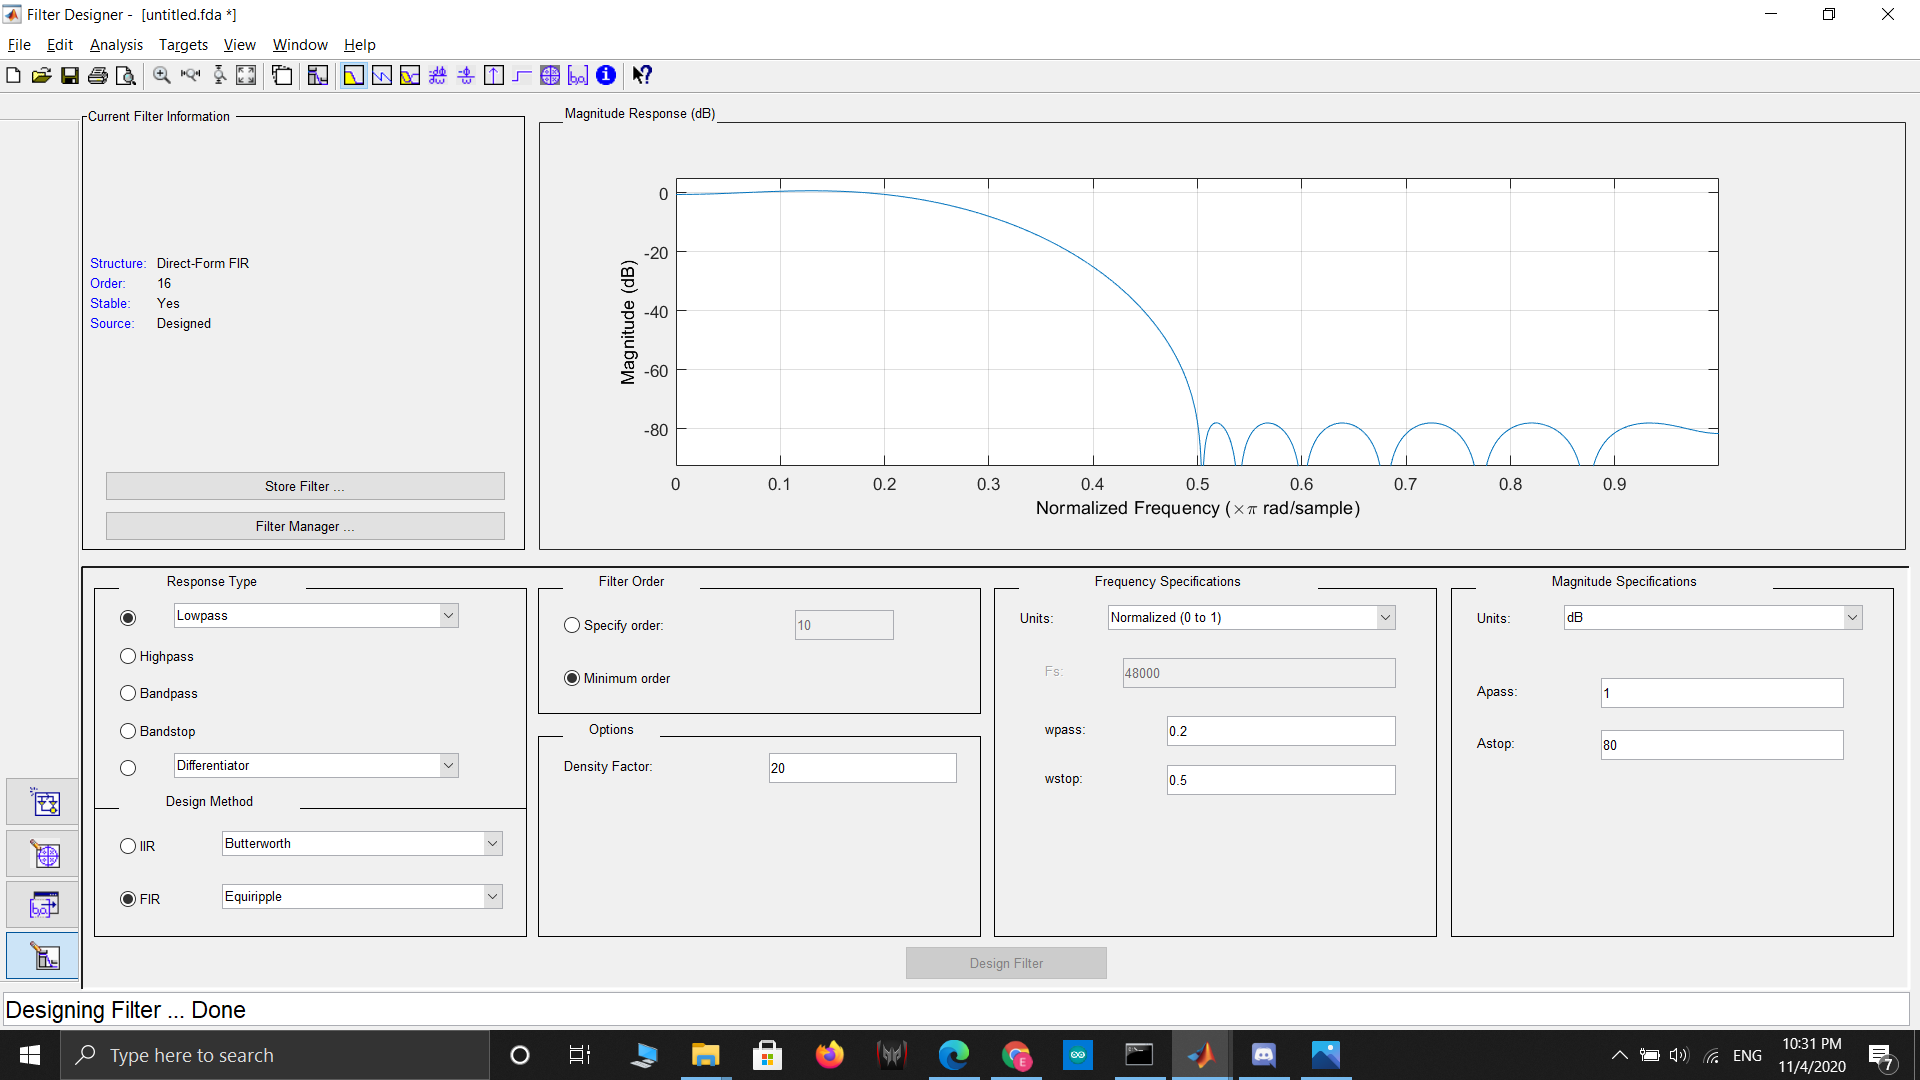 Filter Designer - [untitled.fda *]
File Edit Analysis Targets View Window Help
Current Filter Information
Structure: Direct-Form FIR
Order: 16
Stable: Yes
Source: Designed
Store Filter ...
Filter Manager ...
Magnitude Response (dB)
Magnitude (dB)
0
-20
-40
-60
-80
0 0.1 0.2 0.3 0.4 0.5 0.6 0.7 0.8 0.9
Normalized Frequency (×π rad/sample)
Response Type
Lowpass
Highpass
Bandpass
Bandstop
Differentiator
Design Method
IIR Butterworth
FIR Equiripple
Filter Order
Specify order: 10
Minimum order
Options
Density Factor: 20
Frequency Specifications
Units: Normalized (0 to 1)
Fs: 48000
wpass: 0.2
wstop: 0.5
Magnitude Specifications
Units: dB
Apass: 1
Astop: 80
Design Filter
Designing Filter ... Done
Type here to search
ENG
10:31 PM
11/4/2020
7